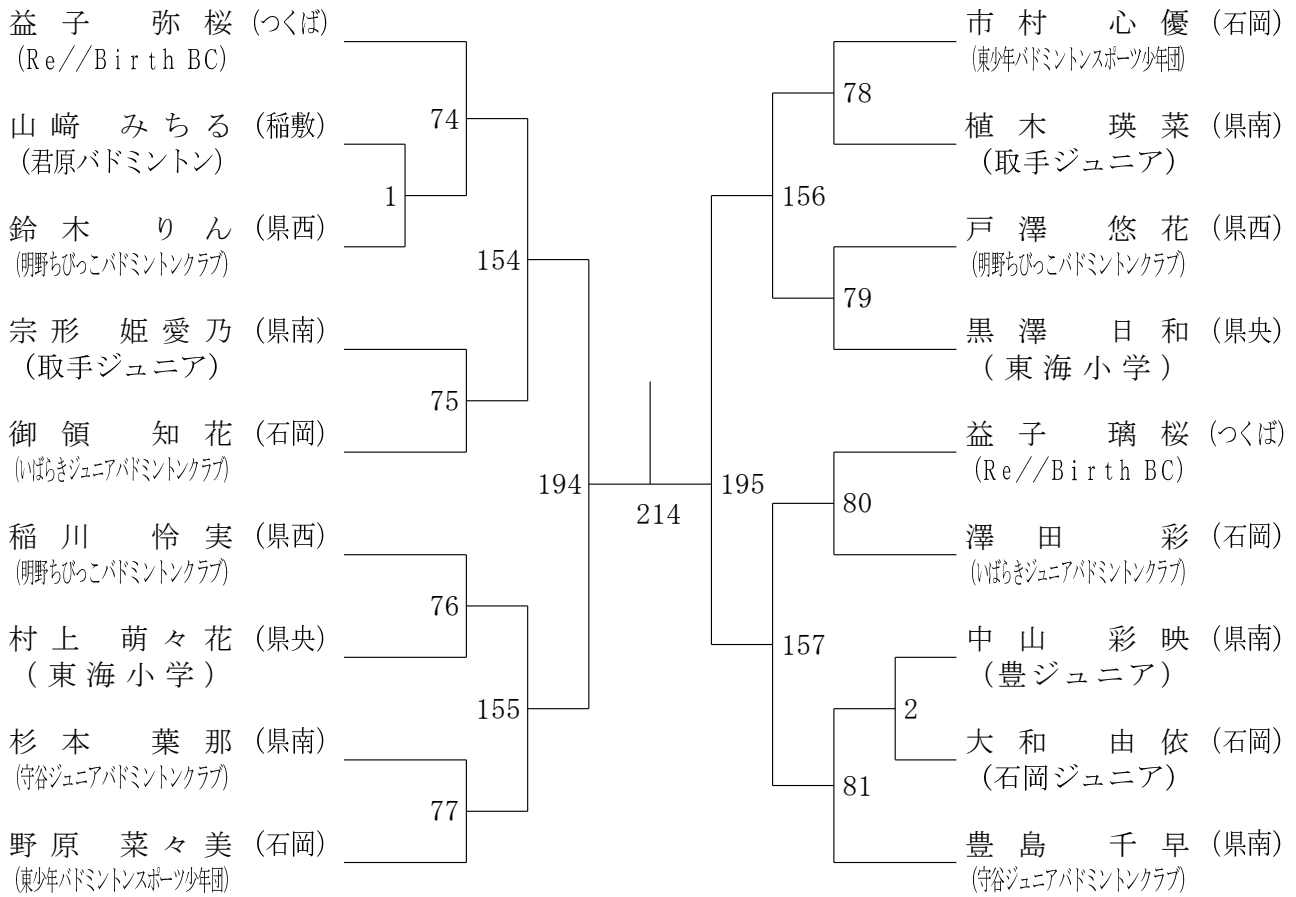 益子 弥桜 (つくば)
(Re//Birth BC)
74
山﨑 みちる (稲敷)
(君原バドミントン)
1
鈴木 りん (県西)
(明野ちびっこバドミントンクラブ)
154
宗形 姫愛乃 (県南)
(取手ジュニア)
75
御領 知花 (石岡)
(いばらきジュニアバドミントンクラブ)
194
稲川 怜実 (県西)
(明野ちびっこバドミントンクラブ)
76
村上 萌々花 (県央)
(東海小学)
155
杉本 葉那 (県南)
(守谷ジュニアバドミントンクラブ)
77
野原 菜々美 (石岡)
(東少年バドミントンスポーツ少年団)
214
市村 心優 (石岡)
(東少年バドミントンスポーツ少年団)
78
植木 瑛菜 (県南)
(取手ジュニア)
156
戸澤 悠花 (県西)
(明野ちびっこバドミントンクラブ)
79
黒澤 日和 (県央)
(東海小学)
195
益子 璃桜 (つくば)
(Re//Birth BC)
80
澤田 彩 (石岡)
(いばらきジュニアバドミントンクラブ)
157
中山 彩映 (県南)
(豊ジュニア)
2
大和 由依 (石岡)
(石岡ジュニア)
81
豊島 千早 (県南)
(守谷ジュニアバドミントンクラブ)